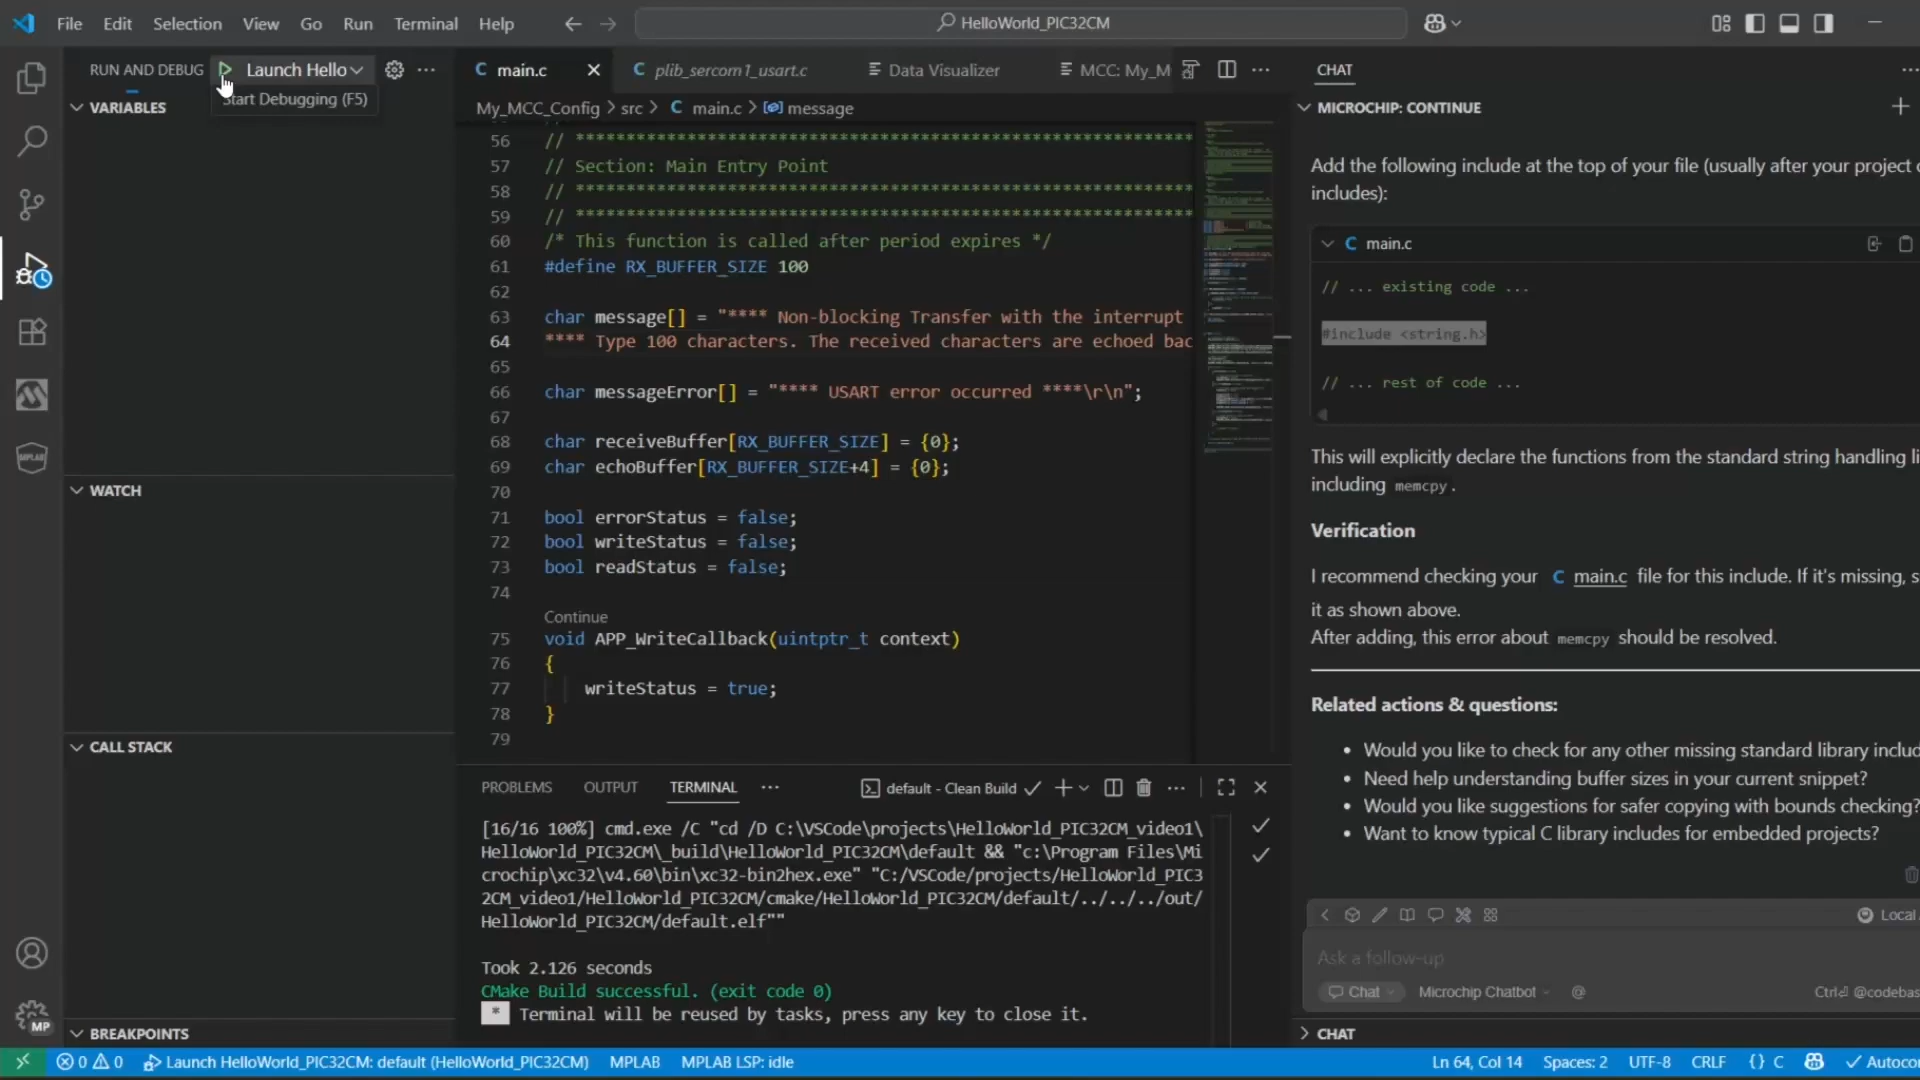 File Edit Selection View Go Run Terminal Help
HelloWorld_PIC32CM
RUN AND DEBUG
Launch Hello
Start Debugging (F5)
VARIABLES
WATCH
CALL STACK
BREAKPOINTS
main.c
plib_sercom1_usart.c
Data Visualizer
MCC: My_M
My_MCC_Config > src > C main.c > message
56 // *************************************************************
57 // Section: Main Entry Point
58 // *************************************************************
59 // *************************************************************
60 /* This function is called after period expires */
61 #define RX_BUFFER_SIZE 100
62
63 char message[] = "**** Non-blocking Transfer with the interrupt
64 **** Type 100 characters. The received characters are echoed bac
65
66 char messageError[] = "**** USART error occurred ****\r\n";
67
68 char receiveBuffer[RX_BUFFER_SIZE] = {0};
69 char echoBuffer[RX_BUFFER_SIZE+4] = {0};
70
71 bool errorStatus = false;
72 bool writeStatus = false;
73 bool readStatus = false;
74
Continue
75 void APP_WriteCallback(uintptr_t context)
76 {
77 writeStatus = true;
78 }
79
PROBLEMS OUTPUT TERMINAL
default - Clean Build
[16/16 100%] cmd.exe /C "cd /D C:\VSCode\projects\HelloWorld_PIC32CM_video1\
HelloWorld_PIC32CM\_build\HelloWorld_PIC32CM\default && "c:\Program Files\Mi
crochip\xc32\v4.60\bin\xc32-bin2hex.exe" "C:/VSCode/projects/HelloWorld_PIC3
2CM_video1/HelloWorld_PIC32CM/cmake/HelloWorld_PIC32CM/default/../../../out/
HelloWorld_PIC32CM/default.elf""
Took 2.126 seconds
CMake Build successful. (exit code 0)
* Terminal will be reused by tasks, press any key to close it.
CHAT
MICROCHIP: CONTINUE
Add the following include at the top of your file (usually after your project
includes):
C main.c
// ... existing code ...
#include <string.h>
// ... rest of code ...
This will explicitly declare the functions from the standard string handling li
including memcpy.
Verification
I recommend checking your C main.c file for this include. If it's missing, s
it as shown above.
After adding, this error about memcpy should be resolved.
Related actions & questions:
• Would you like to check for any other missing standard library includ
• Need help understanding buffer sizes in your current snippet?
• Would you like suggestions for safer copying with bounds checking?
• Want to know typical C library includes for embedded projects?
Local
Ask a follow-up
Chat Microchip Chatbot @
Ctrl⏎ @codebas
CHAT
MP
MPLAB
0 0 Launch HelloWorld_PIC32CM: default (HelloWorld_PIC32CM) MPLAB MPLAB LSP: idle
Ln 64, Col 14 Spaces: 2 UTF-8 CRLF {} C Autoco